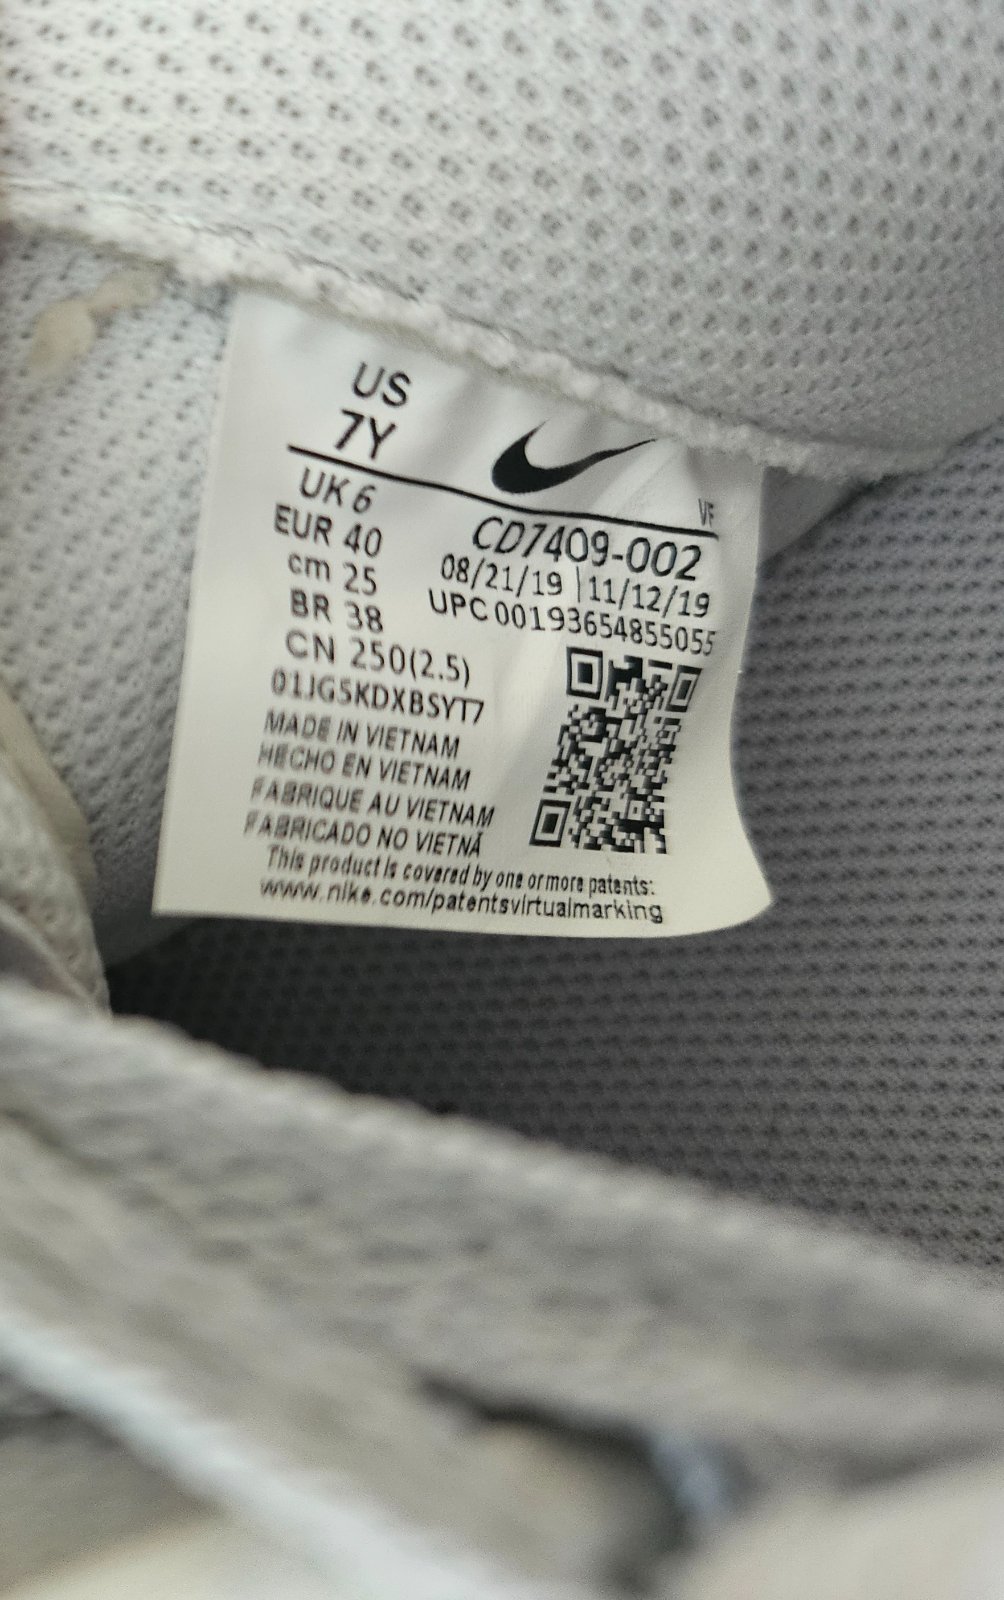 US
7Y
VF
UK 6
EUR 40
cm 25
BR 38
CN 250(2.5)
01JG5KDXBSYT7
CD7409-002
08/21/19 | 11/12/19
UPC 00193654855055
MADE IN VIETNAM
HECHO EN VIETNAM
FABRIQUE AU VIETNAM
FABRICADO NO VIETNÃ
This product is covered by one or more patents:
www.nike.com/patentsvirtualmarking